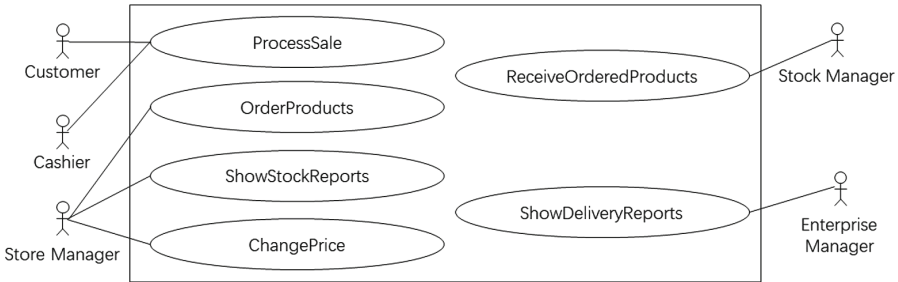 ProcessSale
Customer
ReceiveOrderedProducts
Stock Manager
OrderProducts
Cashier
ShowStockReports
ShowDeliveryReports
Enterprise
Manager
Store Manager
ChangePrice